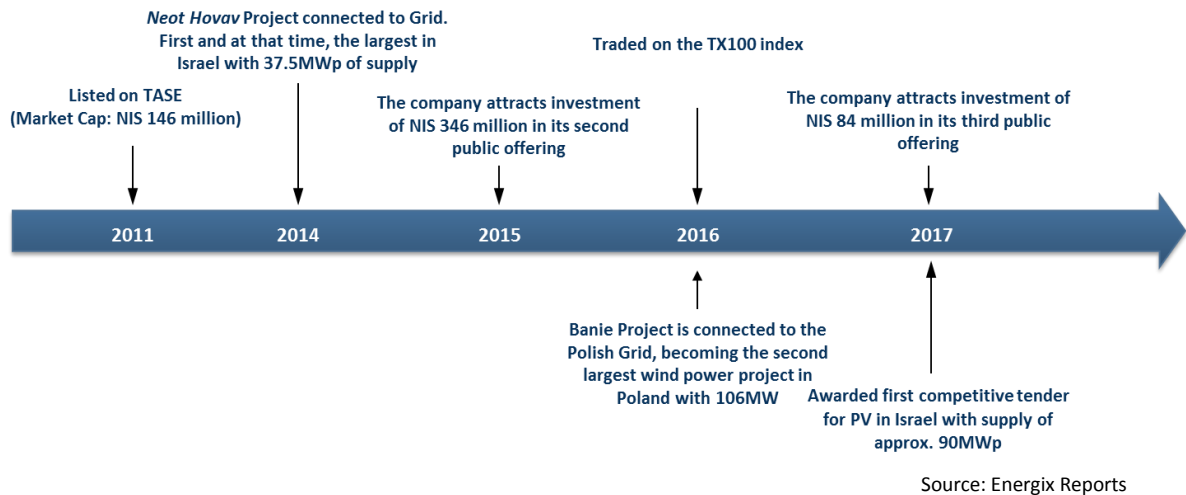 Neot Hovav Project connected to Grid.
First and at that time, the largest in
Israel with 37.5MWp of supply
Traded on the TX100 index
Listed on TASE
(Market Cap: NIS 146 million)
The company attracts investment
of NIS 346 million in its second
public offering
The company attracts investment of
NIS 84 million in its third public
offering
2011
2014
2015
2016
2017
Banie Project is connected to the
Polish Grid, becoming the second
largest wind power project in
Poland with 106MW
Awarded first competitive tender
for PV in Israel with supply of
approx. 90MWp
Source: Energix Reports